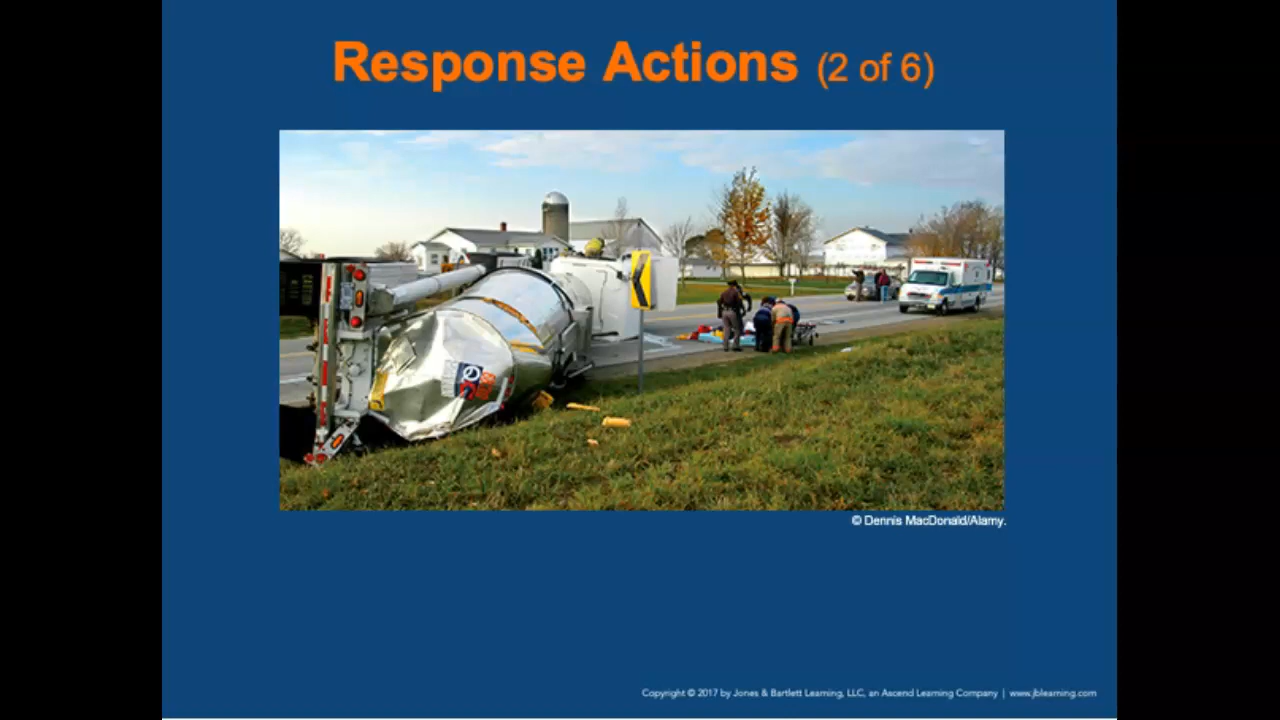 Response Actions (2 of 6)
© Dennis MacDonald/Alamy.
Copyright © 2017 by Jones & Bartlett Learning, LLC, an Ascend Learning Company | www.jblearning.com